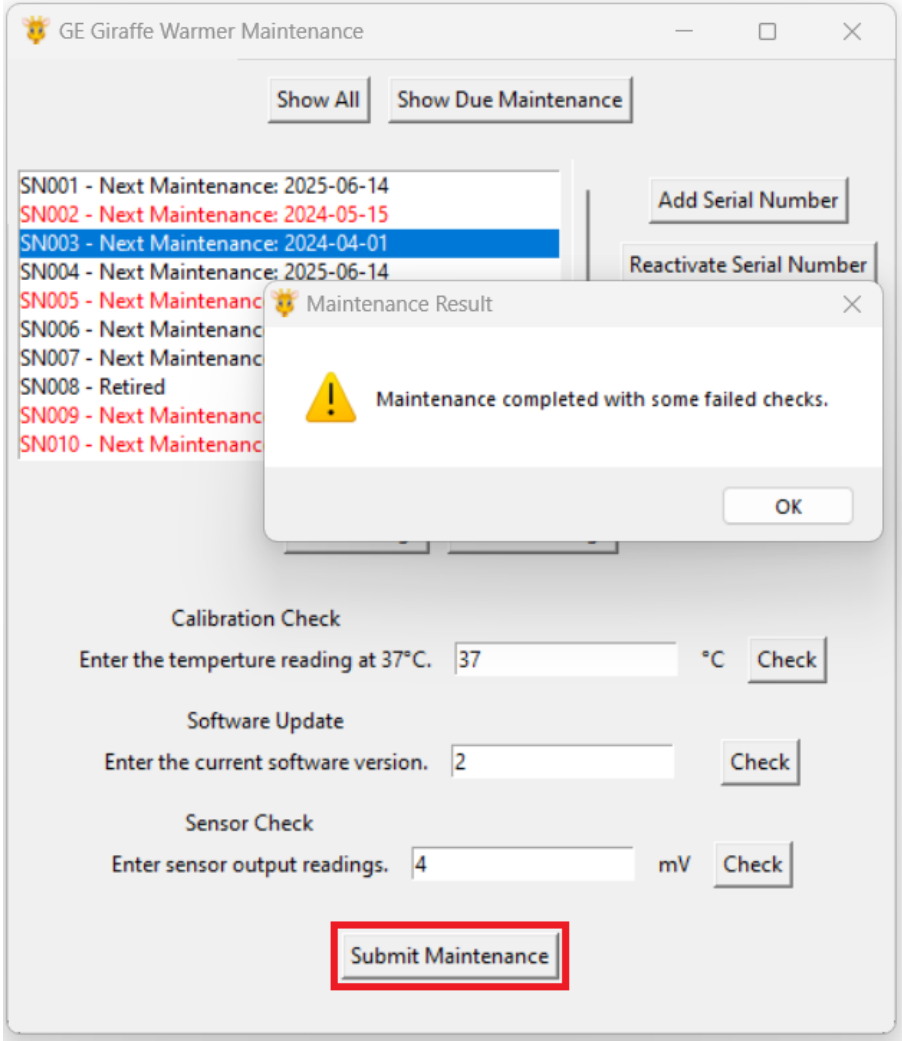 GE Giraffe Warmer Maintenance
Show All
Show Due Maintenance
SN001 - Next Maintenance: 2025-06-14
SN002 - Next Maintenance: 2024-05-15
SN003 - Next Maintenance: 2024-04-01
SN004 - Next Maintenance: 2025-06-14
SN005 - Next Maintenanc
SN006 - Next Maintenanc
SN007 - Next Maintenanc
SN008 - Retired
SN009 - Next Maintenanc
SN010 - Next Maintenanc
Add Serial Number
Reactivate Serial Number
Maintenance Result
Maintenance completed with some failed checks.
OK
Calibration Check
Enter the temperture reading at 37°C. 37 °C Check
Software Update
Enter the current software version. 2 Check
Sensor Check
Enter sensor output readings. 4 mV Check
Submit Maintenance